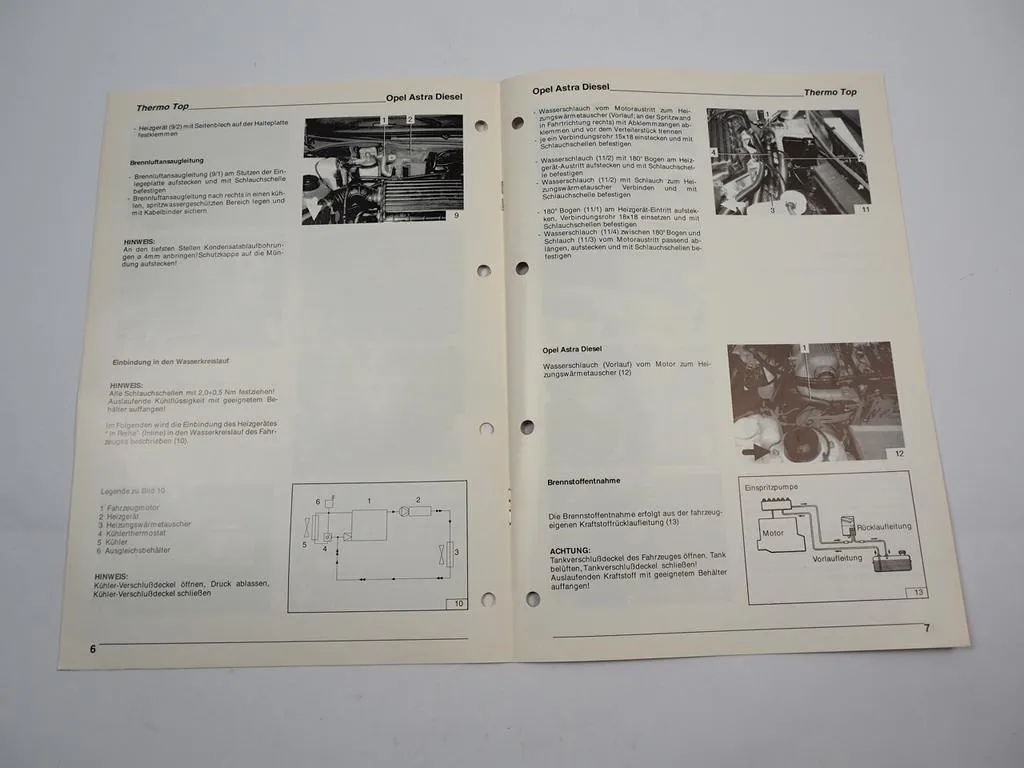 Thermo Top
Opel Astra Diesel
- Heizgerät (9/2) mit Seitenblech auf der Halteplatte
festklemmen
Brennluftansaugleitung
- Brennluftansaugleitung (9/1) am Stutzen der Ein-
legeplatte aufstecken und mit Schlauchschelle
befestigen
- Brennluftansaugleitung nach rechts in einen küh-
len, spritzwassergeschützten Bereich legen und
mit Kabelbinder sichern
1
2
9
HINWEIS:
An den tiefsten Stellen Kondensatablaufbohrun-
gen ø 4mm anbringen! Schutzkappe auf die Mün-
dung aufstecken!
Einbindung in den Wasserkreislauf
HINWEIS:
Alle Schlauchschellen mit 2,0+0,5 Nm festziehen!
Auslaufende Kühlflüssigkeit mit geeignetem Be-
hälter auffangen!
Im Folgenden wird die Einbindung des Heizgerätes
"In Reihe" (Inline) in den Wasserkreislauf des Fahr-
zeuges beschrieben (10).
Legende zu Bild 10
1 Fahrzeugmotor
2 Heizgerät
3 Heizungswärmetauscher
4 Kühlerthermostat
5 Kühler
6 Ausgleichsbehälter
HINWEIS:
Kühler-Verschlußdeckel öffnen, Druck ablassen,
Kühler-Verschlußdeckel schließen
6
1
2
5
4
3
10
6
Opel Astra Diesel
Thermo Top
- Wasserschlauch vom Motoraustritt zum Hei-
zungswärmetauscher (Vorlauf; an der Spritzwand
in Fahrtrichtung rechts) mit Abklemmzangen ab-
klemmen und vor dem Verteilerstück trennen
- je ein Verbindungsrohr 15x18 einstecken und mit
Schlauchschellen befestigen
- Wasserschlauch (11/2) mit 180° Bogen am Heiz-
gerät-Austritt aufstecken und mit Schlauchschel-
le befestigen
- Wasserschlauch (11/2) mit Schlauch zum Hei-
zungswärmetauscher Verbinden und mit
Schlauchschellen befestigen
- 180° Bogen (11/1) am Heizgerät-Eintritt aufstek-
ken, Verbindungsrohr 18x18 einsetzen und mit
Schlauchschellen befestigen
- Wasserschlauch (11/4) zwischen 180° Bogen und
Schlauch (11/3) vom Motoraustritt passend ab-
längen, aufstecken und mit Schlauchschellen be-
festigen
1
4
2
3
11
Opel Astra Diesel
Wasserschlauch (Vorlauf) vom Motor zum Hei-
zungswärmetauscher (12)
1
12
Brennstoffentnahme
Die Brennstoffentnahme erfolgt aus der fahrzeug-
eigenen Kraftstoffrücklaufleitung (13)
ACHTUNG:
Tankverschlußdeckel des Fahrzeuges öffnen, Tank
belüften, Tankverschlußdeckel schließen!
Auslaufenden Kraftstoff mit geeignetem Behälter
auffangen!
Einspritzpumpe
Motor
Rücklaufleitung
Vorlaufleitung
13
7